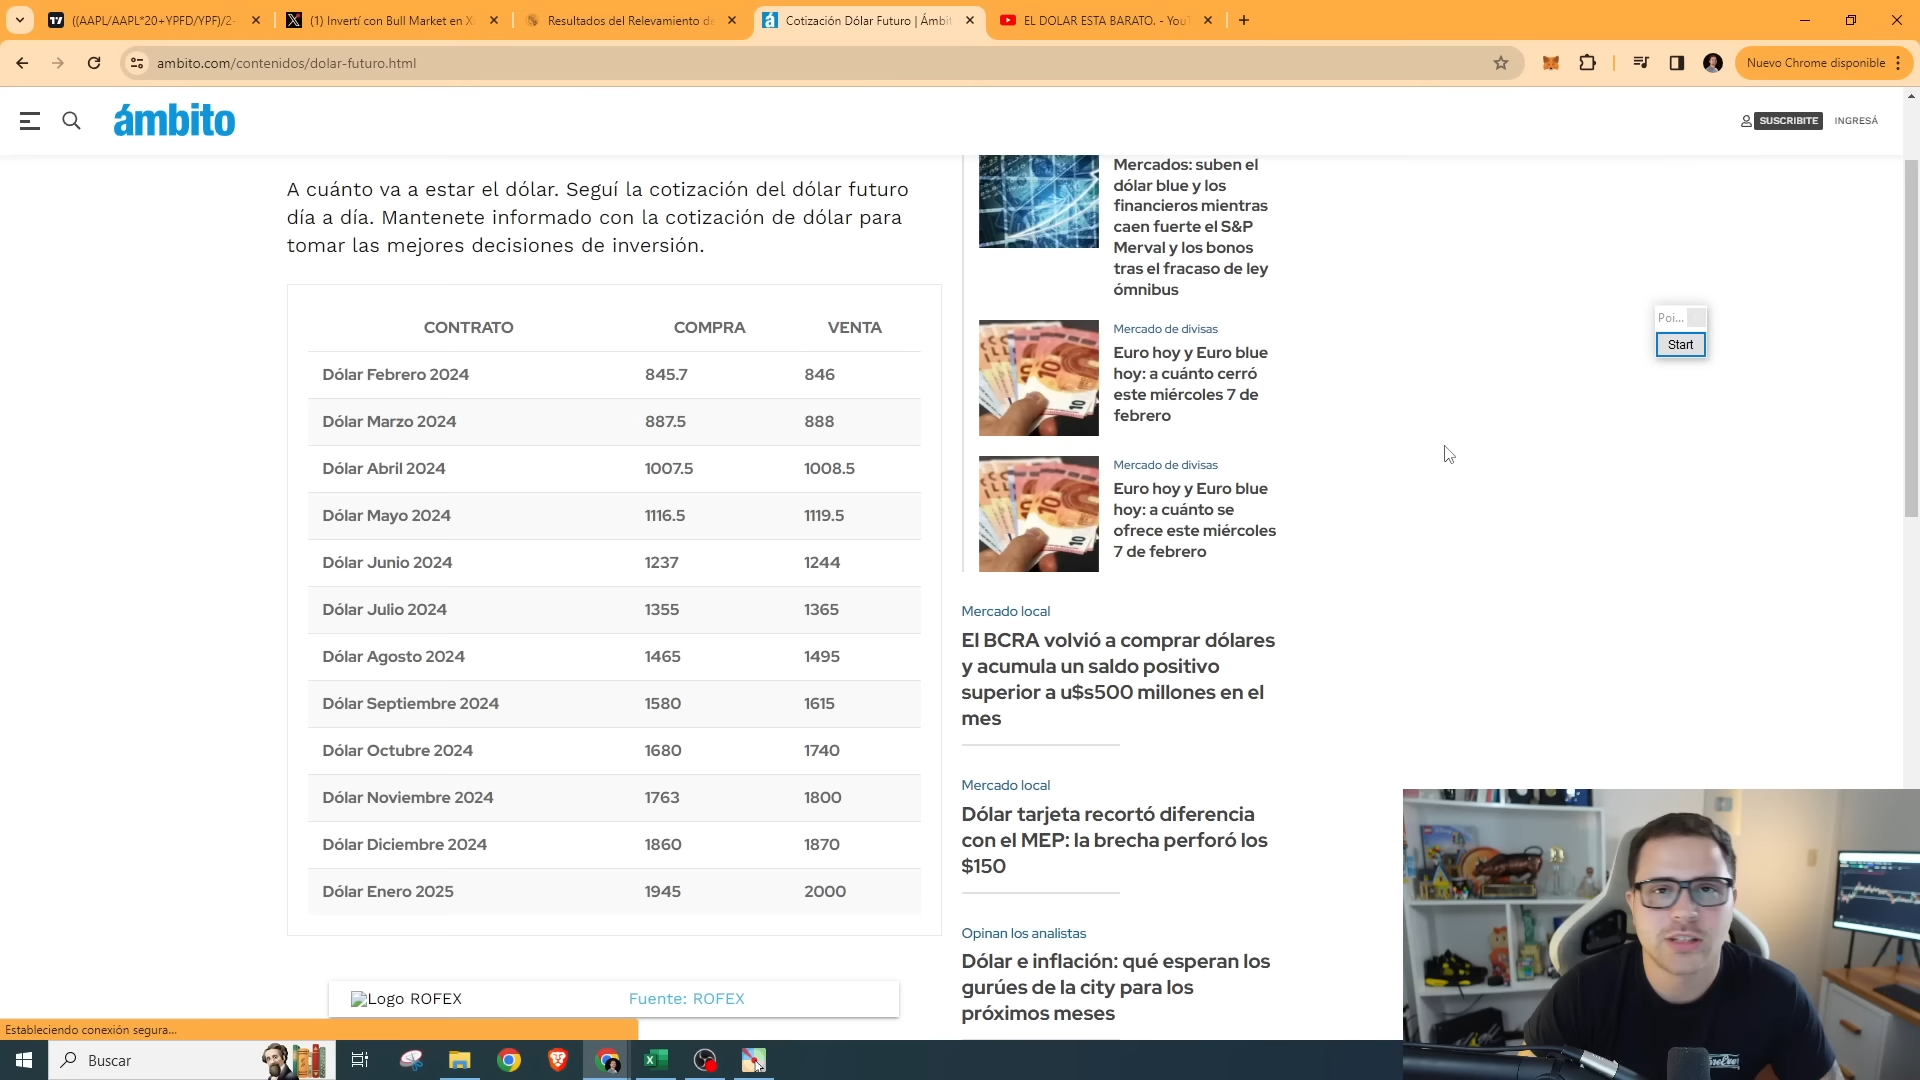 ((AAPL/AAPL*20+YPFD/YPF)/2-
(1) Invertí con Bull Market en X
Resultados del Relevamiento de
Cotización Dólar Futuro | Ámbit
EL DOLAR ESTA BARATO. - YouT
ambito.com/contenidos/dolar-futuro.html
Nuevo Chrome disponible
ámbito
SUSCRIBITE
INGRESÁ
A cuánto va a estar el dólar. Seguí la cotización del dólar futuro
día a día. Mantenete informado con la cotización de dólar para
tomar las mejores decisiones de inversión.
CONTRATO COMPRA VENTA
Dólar Febrero 2024 845.7 846
Dólar Marzo 2024 887.5 888
Dólar Abril 2024 1007.5 1008.5
Dólar Mayo 2024 1116.5 1119.5
Dólar Junio 2024 1237 1244
Dólar Julio 2024 1355 1365
Dólar Agosto 2024 1465 1495
Dólar Septiembre 2024 1580 1615
Dólar Octubre 2024 1680 1740
Dólar Noviembre 2024 1763 1800
Dólar Diciembre 2024 1860 1870
Dólar Enero 2025 1945 2000
Logo ROFEX
Fuente: ROFEX
Mercados: suben el
dólar blue y los
financieros mientras
caen fuerte el S&P
Merval y los bonos
tras el fracaso de ley
ómnibus
Mercado de divisas
Euro hoy y Euro blue
hoy: a cuánto cerró
este miércoles 7 de
febrero
Mercado de divisas
Euro hoy y Euro blue
hoy: a cuánto se
ofrece este miércoles
7 de febrero
Mercado local
El BCRA volvió a comprar dólares
y acumula un saldo positivo
superior a u$s500 millones en el
mes
Mercado local
Dólar tarjeta recortó diferencia
con el MEP: la brecha perforó los
$150
Opinan los analistas
Dólar e inflación: qué esperan los
gurúes de la city para los
próximos meses
Poi...
Start
Estableciendo conexión segura...
Buscar